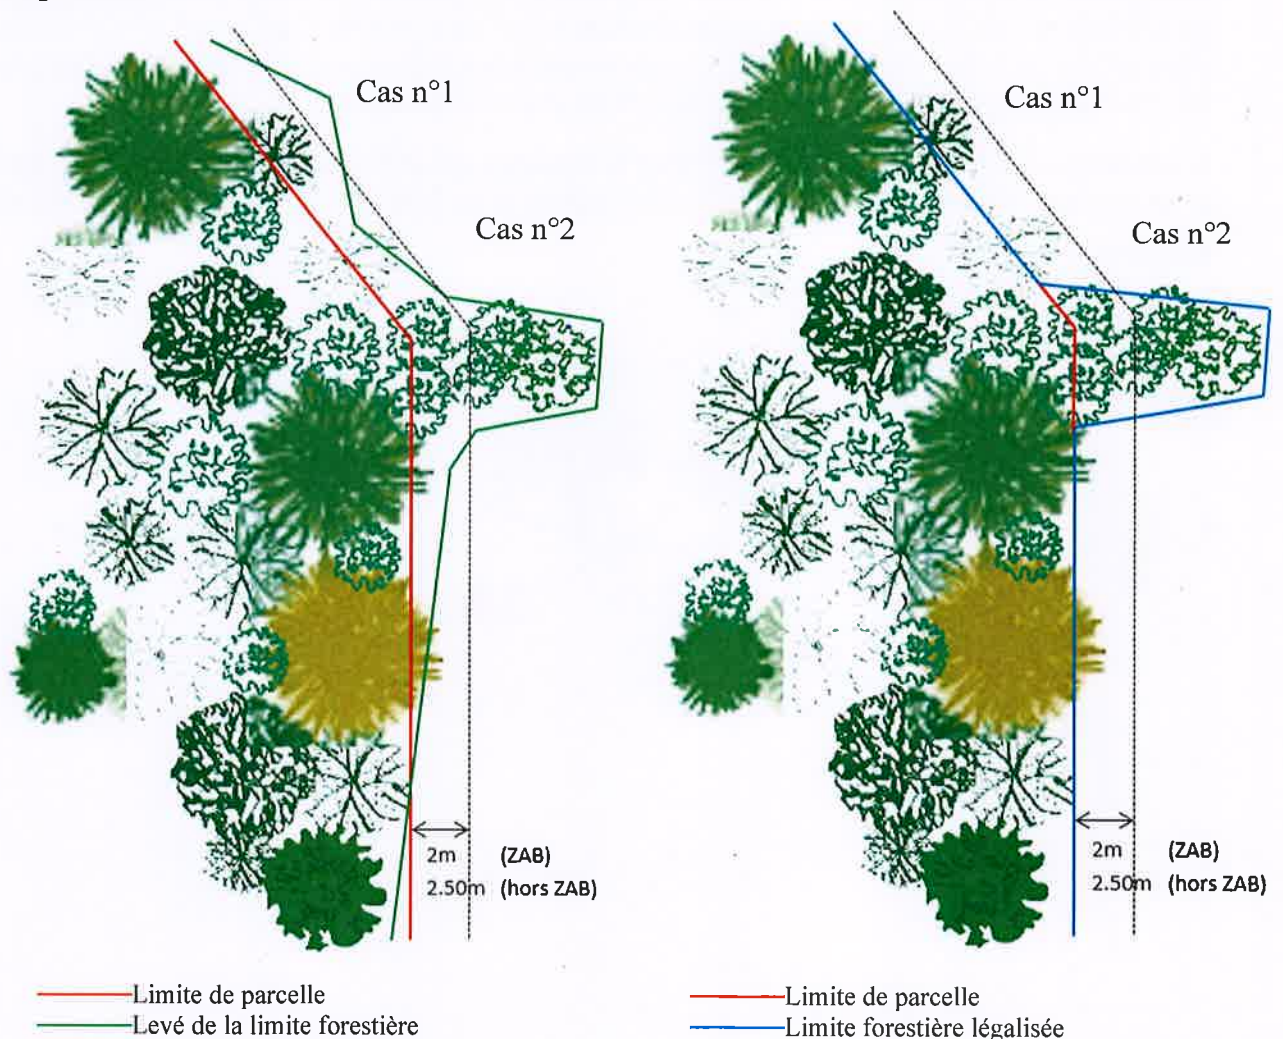 Cas n°1
Cas n°2
2m (ZAB)
2.50m (hors ZAB)
Limite de parcelle
Levé de la limite forestière
Cas n°1
Cas n°2
2m (ZAB)
2.50m (hors ZAB)
Limite de parcelle
Limite forestière légalisée